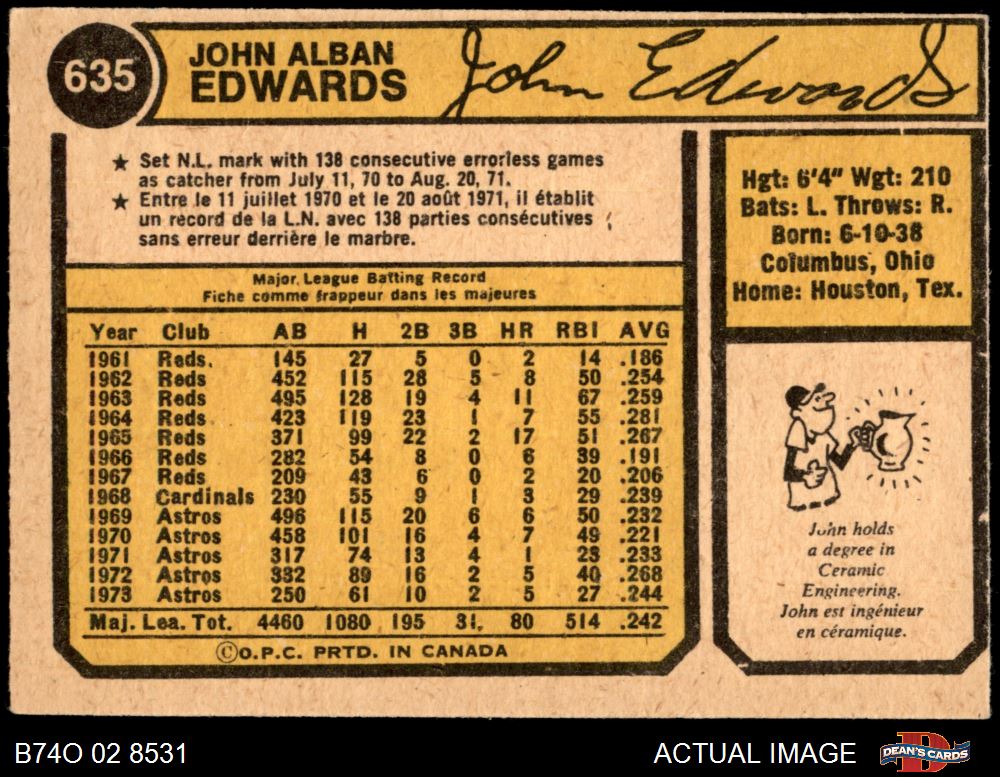 635
JOHN ALBAN
EDWARDS
John Edwards
★ Set N.L. mark with 138 consecutive errorless games
as catcher from July 11, 70 to Aug. 20, 71.
★ Entre le 11 juillet 1970 et le 20 août 1971, il établit
un record de la L.N. avec 138 parties consécutives
sans erreur derrière le marbre.
Hgt: 6'4" Wgt: 210
Bats: L. Throws: R.
Born: 6-10-38
Columbus, Ohio
Home: Houston, Tex.
Major League Batting Record
Fiche comme frappeur dans les majeures
Year Club AB H 2B 3B HR RBI AVG
1961 Reds. 145 27 5 0 2 14 .186
1962 Reds 452 115 28 5 8 50 .254
1963 Reds 495 128 19 4 11 67 .259
1964 Reds 423 119 23 1 7 55 .281
1965 Reds 371 99 22 2 17 51 .267
1966 Reds 282 54 8 0 6 39 .191
1967 Reds 209 43 6 0 2 20 .206
1968 Cardinals 230 55 9 1 3 29 .239
1969 Astros 496 115 20 6 6 50 .232
1970 Astros 458 101 16 4 7 49 .221
1971 Astros 317 74 13 4 1 23 .233
1972 Astros 332 89 16 2 5 40 .268
1973 Astros 250 61 10 2 5 27 .244
Maj. Lea. Tot. 4460 1080 195 31 80 514 .242
©O.P.C. PRTD. IN CANADA
John holds
a degree in
Ceramic
Engineering.
John est ingénieur
en céramique.
B74O 02 8531
ACTUAL IMAGE
DEAN'S CARDS